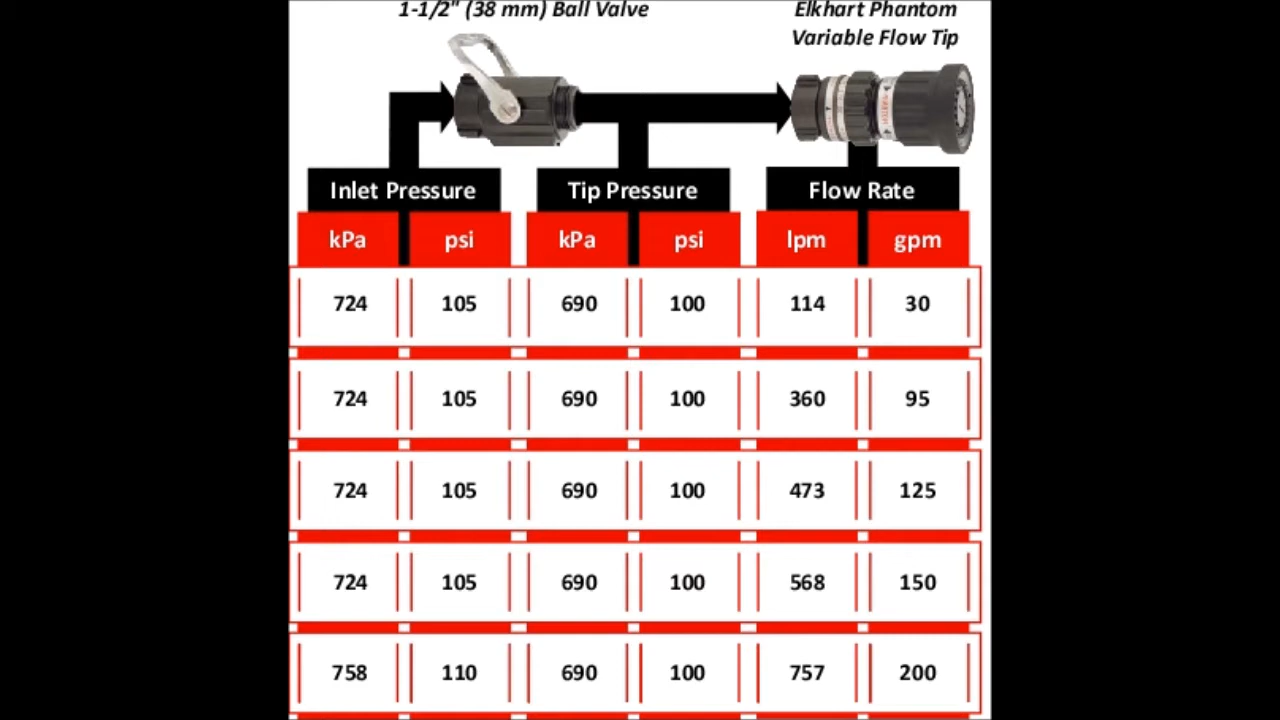 1-1/2" (38 mm) Ball Valve
Elkhart Phantom
Variable Flow Tip
Inlet Pressure Tip Pressure Flow Rate
kPa psi kPa psi lpm gpm
724 105 690 100 114 30
724 105 690 100 360 95
724 105 690 100 473 125
724 105 690 100 568 150
758 110 690 100 757 200